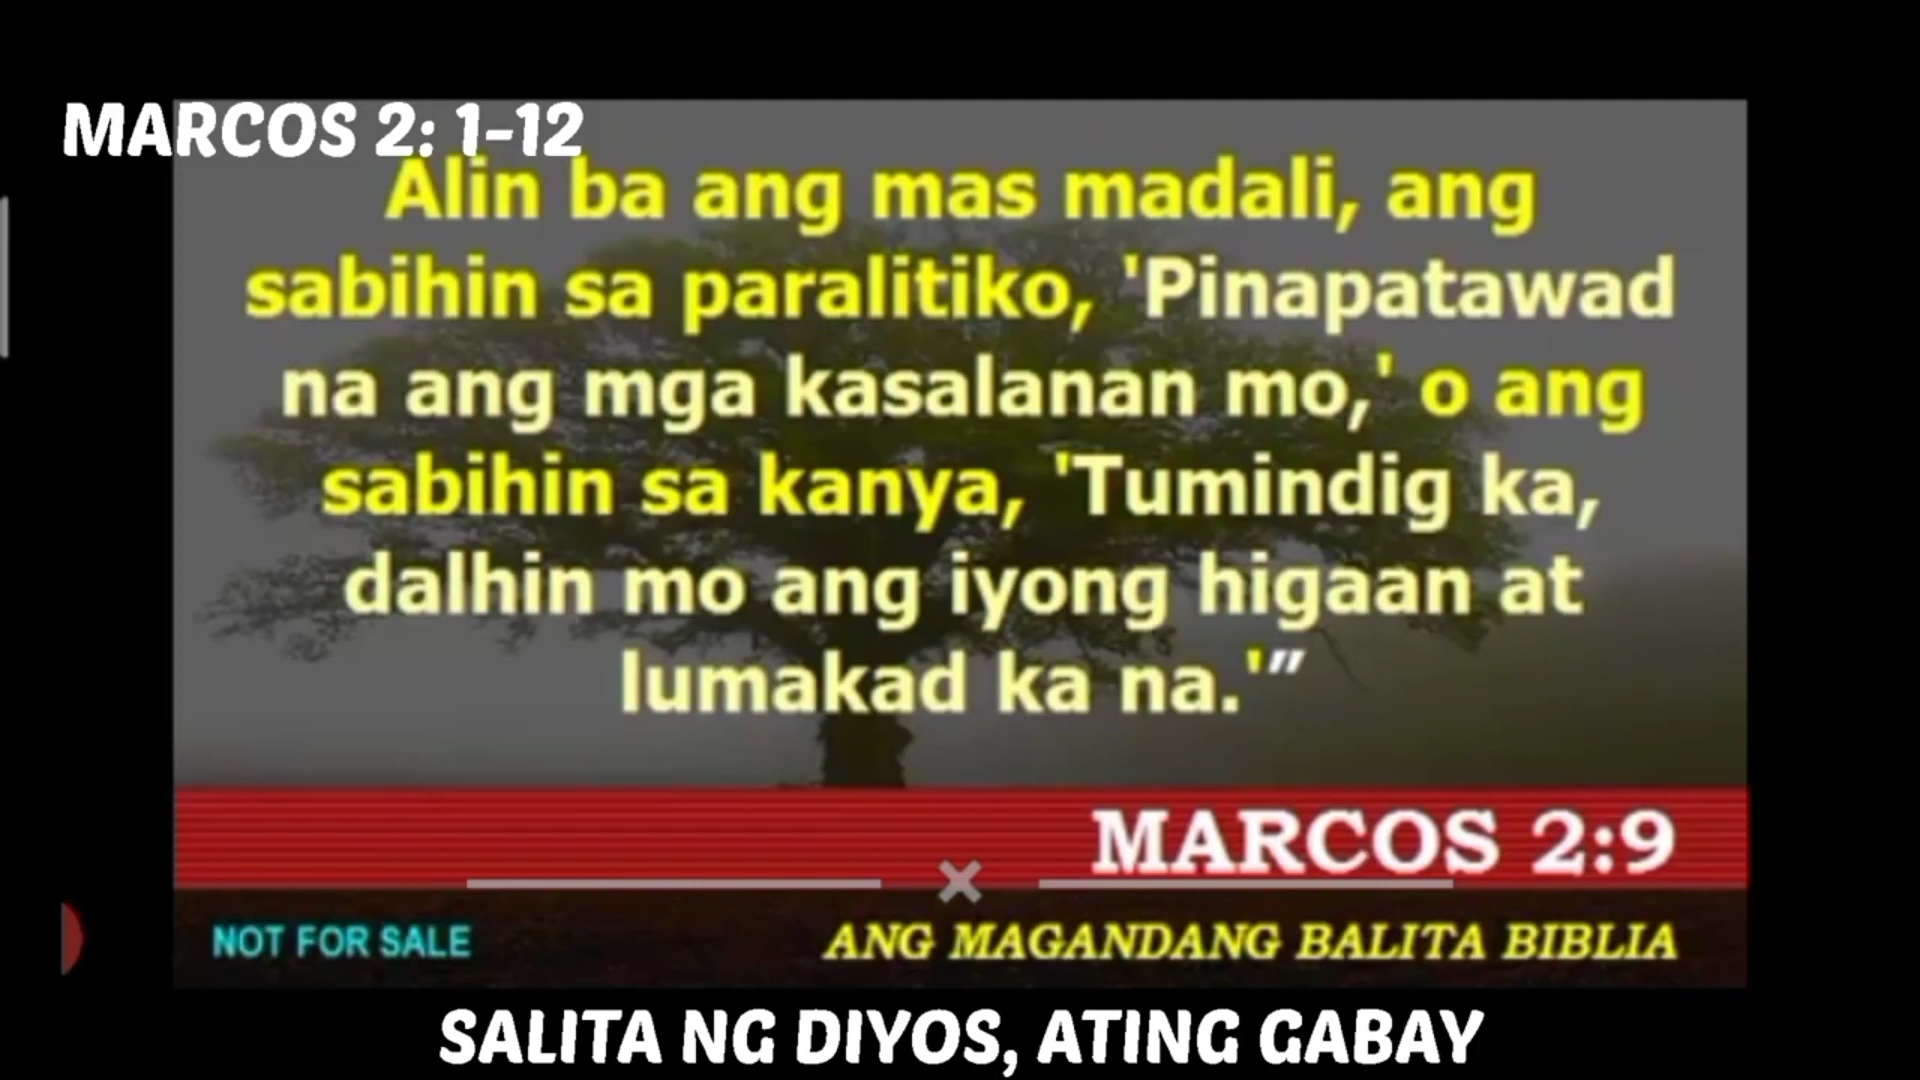 MARCOS 2: 1-12
Alin ba ang mas madali, ang
sabihin sa paralitiko, 'Pinapatawad
na ang mga kasalanan mo,' o ang
sabihin sa kanya, 'Tumindig ka,
dalhin mo ang iyong higaan at
lumakad ka na.'”
MARCOS 2:9
NOT FOR SALE
ANG MAGANDANG BALITA BIBLIA
SALITA NG DIYOS, ATING GABAY